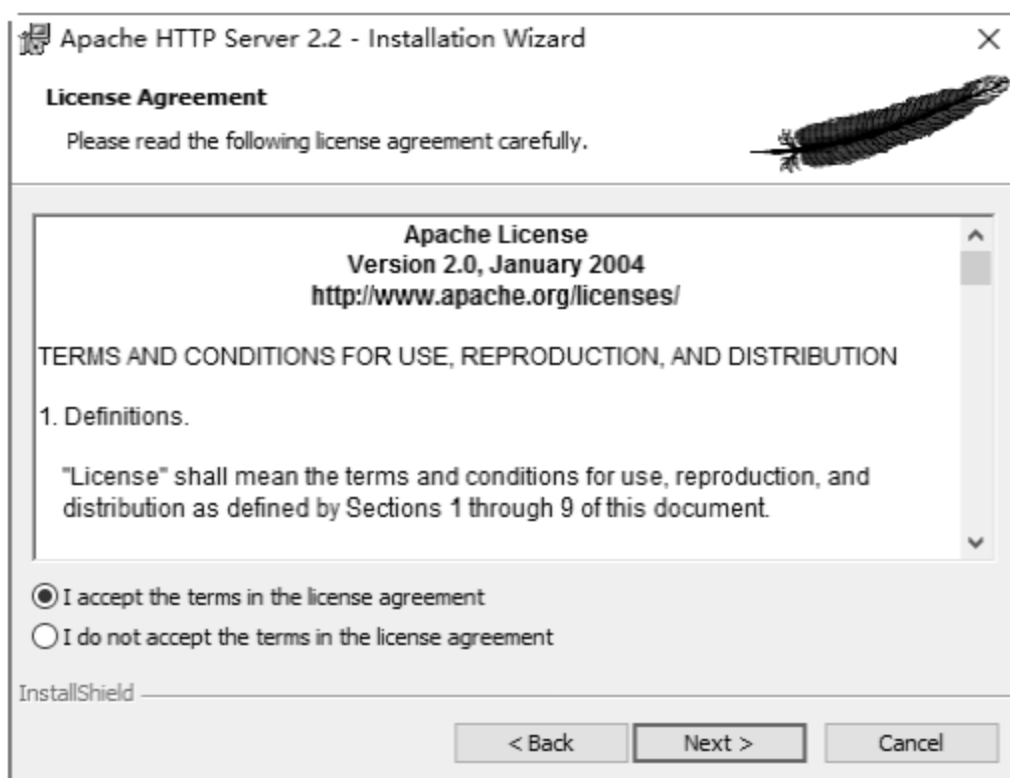 Apache HTTP Server 2.2 - Installation Wizard
License Agreement
Please read the following license agreement carefully.
Apache License
Version 2.0, January 2004
http://www.apache.org/licenses/
TERMS AND CONDITIONS FOR USE, REPRODUCTION, AND DISTRIBUTION
1. Definitions.
"License" shall mean the terms and conditions for use, reproduction, and
distribution as defined by Sections 1 through 9 of this document.
I accept the terms in the license agreement
I do not accept the terms in the license agreement
InstallShield
< Back Next > Cancel